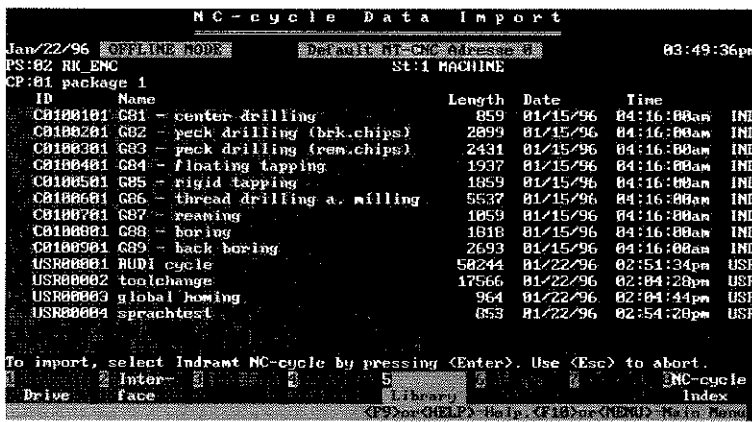 NC-cycle Data Import
Jan/22/96 OFFLINE MODE Default MT-CNC Adresse 0 03:49:36pm
PS:02 RK_ENC St:1 MACHINE
CP:01 package 1
ID Name Length Date Time
C0100101 G81 - center drilling 859 01/15/96 04:16:00am IND
C0100201 G82 - peck drilling (brk.chips) 2099 01/15/96 04:16:00am IND
C0100301 G83 - peck drilling (rem.chips) 2431 01/15/96 04:16:00am IND
C0100401 G84 - floating tapping 1937 01/15/96 04:16:00am IND
C0100501 G85 - rigid tapping 1859 01/15/96 04:16:00am IND
C0100601 G86 - thread drilling a. milling 5537 01/15/96 04:16:00am IND
C0100701 G87 - reaming 1059 01/15/96 04:16:00am IND
C0100801 G88 - boring 1818 01/15/96 04:16:00am IND
C0100901 G89 - back boring 2693 01/15/96 04:16:00am IND
USR00001 RUDI cycle 50244 01/22/96 02:51:34pm USR
USR00002 toolchange 17566 01/22/96 02:04:28pm USR
USR00003 global homing 964 01/22/96 02:04:44pm USR
USR00004 sprachtest 853 01/22/96 02:54:20pm USR
To import, select Indramt NC-cycle by pressing <Enter>. Use <Esc> to abort.
2 Inter- 5 NC-cycle
Drive face Library Index
<F9>or<HELP> Help, <F10>or<MENU> Main Menu